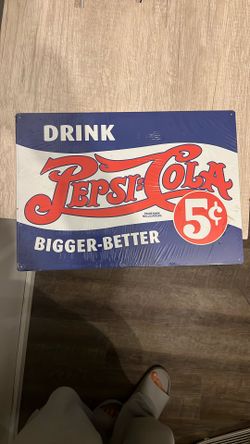 DRINK
PEPSI-COLA
5¢
BIGGER-BETTER